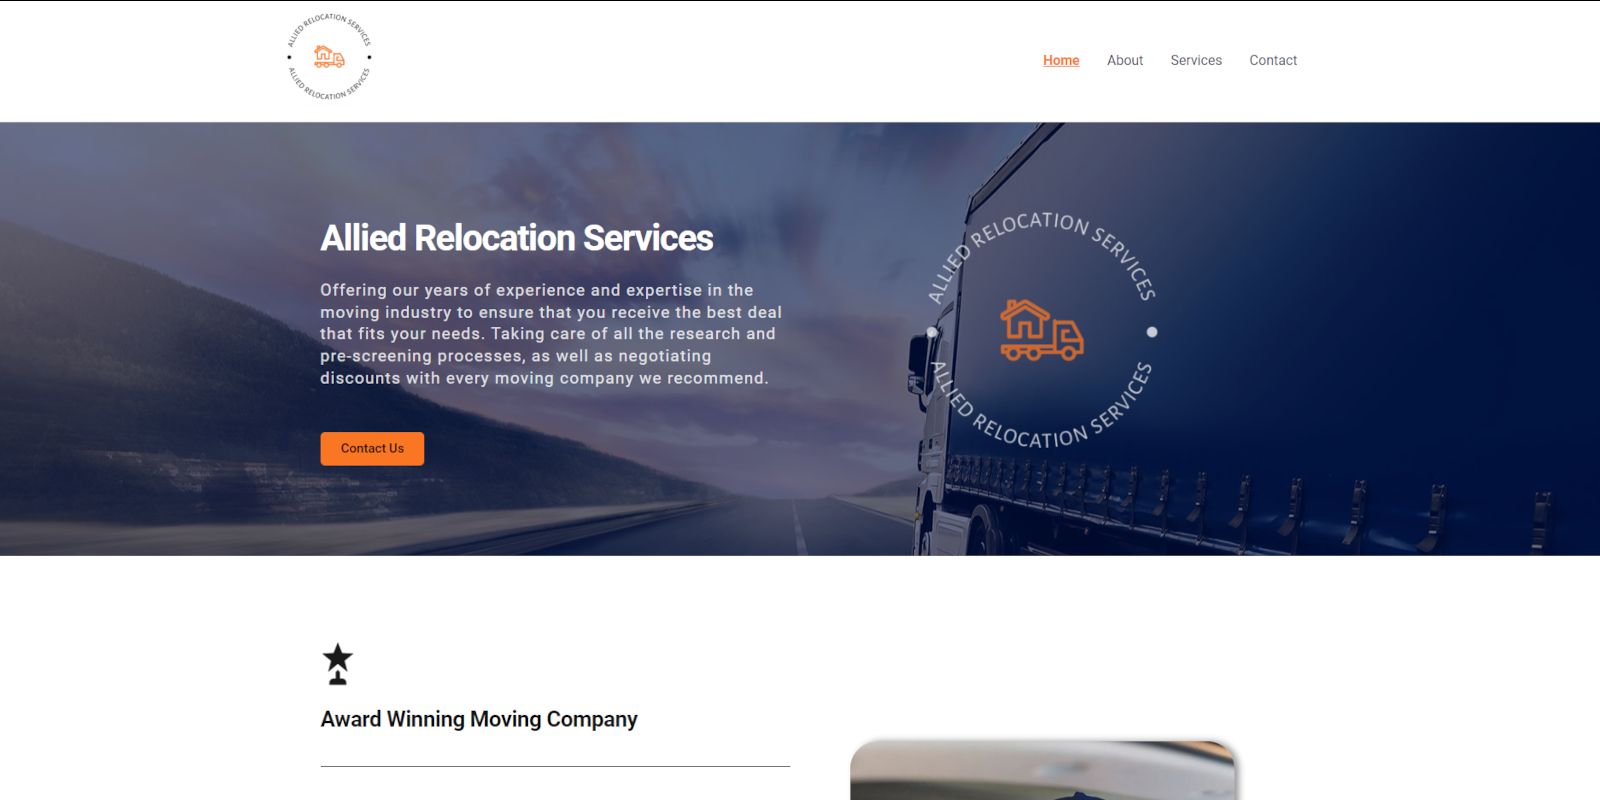 ALLIED RELOCATION SERVICES
ALLIED RELOCATION SERVICES
Home
About
Services
Contact
Allied Relocation Services
Offering our years of experience and expertise in the
moving industry to ensure that you receive the best deal
that fits your needs. Taking care of all the research and
pre-screening processes, as well as negotiating
discounts with every moving company we recommend.
Contact Us
ALLIED RELOCATION SERVICES
ALLIED RELOCATION SERVICES
Award Winning Moving Company